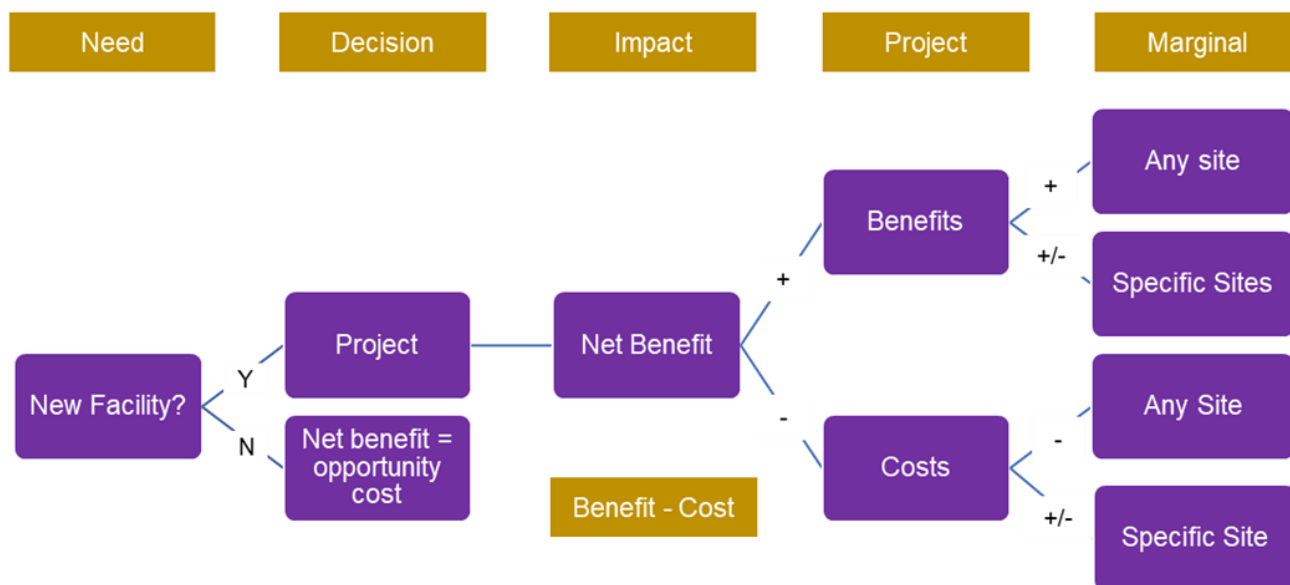 Need
Decision
Impact
Project
Marginal
Any site
+
Benefits
+/-
Specific Sites
+
Project
Net Benefit
Y
New Facility?
N
Net benefit =
opportunity
cost
-
Any Site
-
Costs
+/-
Specific Site
Benefit - Cost